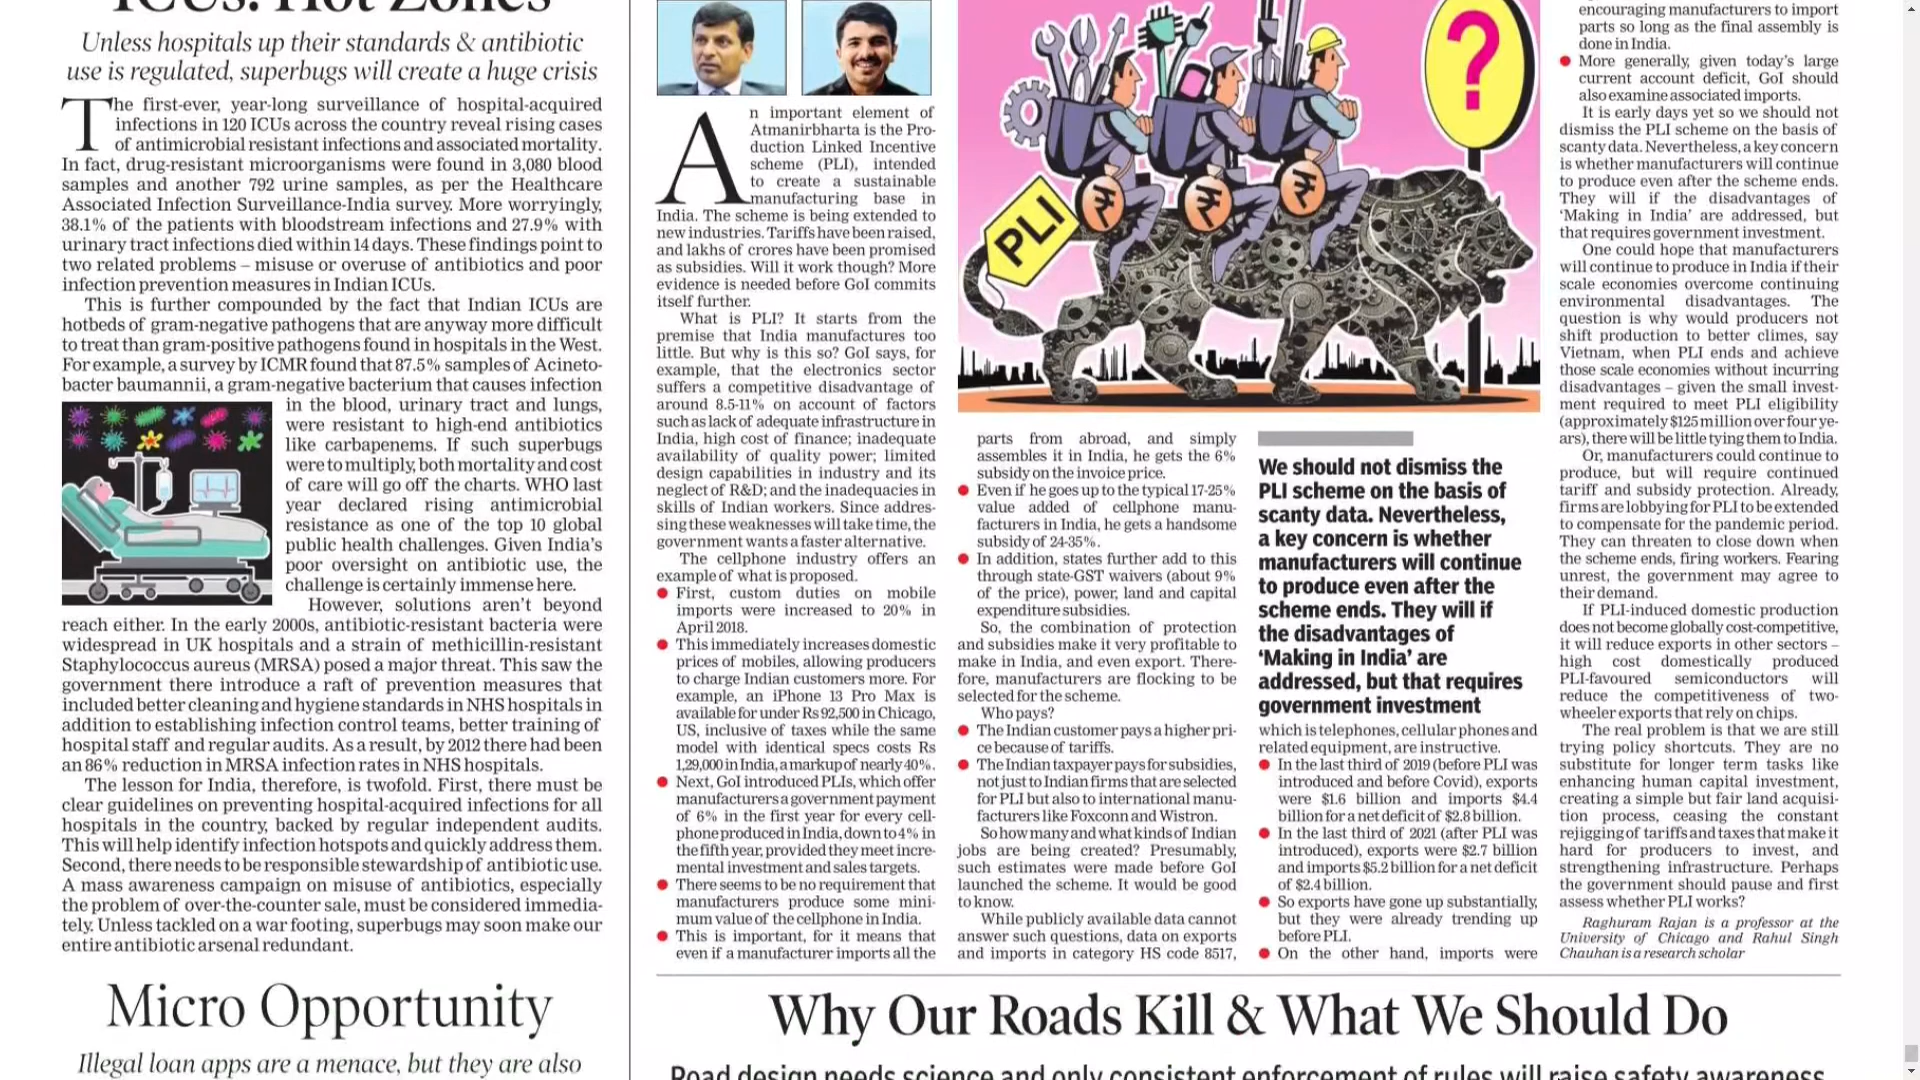 ICUs: Hot Zones
Unless hospitals up their standards & antibiotic
use is regulated, superbugs will create a huge crisis
The first-ever, year-long surveillance of hospital-acquired
infections in 120 ICUs across the country reveal rising cases
of antimicrobial resistant infections and associated mortality.
In fact, drug-resistant microorganisms were found in 3,080 blood
samples and another 792 urine samples, as per the Healthcare
Associated Infection Surveillance-India survey. More worryingly,
38.1% of the patients with bloodstream infections and 27.9% with
urinary tract infections died within 14 days. These findings point to
two related problems – misuse or overuse of antibiotics and poor
infection prevention measures in Indian ICUs.
This is further compounded by the fact that Indian ICUs are
hotbeds of gram-negative pathogens that are anyway more difficult
to treat than gram-positive pathogens found in hospitals in the West.
For example, a survey by ICMR found that 87.5% samples of Acineto-
bacter baumannii, a gram-negative bacterium that causes infection
in the blood, urinary tract and lungs,
were resistant to high-end antibiotics
like carbapenems. If such superbugs
were to multiply, both mortality and cost
of care will go off the charts. WHO last
year declared rising antimicrobial
resistance as one of the top 10 global
public health challenges. Given India's
poor oversight on antibiotic use, the
challenge is certainly immense here.
However, solutions aren't beyond
reach either. In the early 2000s, antibiotic-resistant bacteria were
widespread in UK hospitals and a strain of methicillin-resistant
Staphylococcus aureus (MRSA) posed a major threat. This saw the
government there introduce a raft of prevention measures that
included better cleaning and hygiene standards in NHS hospitals in
addition to establishing infection control teams, better training of
hospital staff and regular audits. As a result, by 2012 there had been
an 86% reduction in MRSA infection rates in NHS hospitals.
The lesson for India, therefore, is twofold. First, there must be
clear guidelines on preventing hospital-acquired infections for all
hospitals in the country, backed by regular independent audits.
This will help identify infection hotspots and quickly address them.
Second, there needs to be responsible stewardship of antibiotic use.
A mass awareness campaign on misuse of antibiotics, especially
the problem of over-the-counter sale, must be considered immedia-
tely. Unless tackled on a war footing, superbugs may soon make our
entire antibiotic arsenal redundant.
Micro Opportunity
Illegal loan apps are a menace, but they are also
An important element of
Atmanirbharta is the Pro-
duction Linked Incentive
scheme (PLI), intended
to create a sustainable
manufacturing base in
India. The scheme is being extended to
new industries. Tariffs have been raised,
and lakhs of crores have been promised
as subsidies. Will it work though? More
evidence is needed before GoI commits
itself further.
What is PLI? It starts from the
premise that India manufactures too
little. But why is this so? GoI says, for
example, that the electronics sector
suffers a competitive disadvantage of
around 8.5-11% on account of factors
such as lack of adequate infrastructure in
India, high cost of finance; inadequate
availability of quality power; limited
design capabilities in industry and its
neglect of R&D; and the inadequacies in
skills of Indian workers. Since addres-
sing these weaknesses will take time, the
government wants a faster alternative.
The cellphone industry offers an
example of what is proposed.
● First, custom duties on mobile
imports were increased to 20% in
April 2018.
● This immediately increases domestic
prices of mobiles, allowing producers
to charge Indian customers more. For
example, an iPhone 13 Pro Max is
available for under Rs 92,500 in Chicago,
US, inclusive of taxes while the same
model with identical specs costs Rs
1,29,000 in India, a markup of nearly 40%.
● Next, GoI introduced PLIs, which offer
manufacturers a government payment
of 6% in the first year for every cell-
phone produced in India, down to 4% in
the fifth year, provided they meet incre-
mental investment and sales targets.
● There seems to be no requirement that
manufacturers produce some mini-
mum value of the cellphone in India.
● This is important, for it means that
even if a manufacturer imports all the
PLI
₹ ₹ ₹
?
parts from abroad, and simply
assembles it in India, he gets the 6%
subsidy on the invoice price.
● Even if he goes up to the typical 17-25%
value added of cellphone manu-
facturers in India, he gets a handsome
subsidy of 24-35%.
● In addition, states further add to this
through state-GST waivers (about 9%
of the price), power, land and capital
expenditure subsidies.
So, the combination of protection
and subsidies make it very profitable to
make in India, and even export. There-
fore, manufacturers are flocking to be
selected for the scheme.
Who pays?
● The Indian customer pays a higher pri-
ce because of tariffs.
● The Indian taxpayer pays for subsidies,
not just to Indian firms that are selected
for PLI but also to international manu-
facturers like Foxconn and Wistron.
So how many and what kinds of Indian
jobs are being created? Presumably,
such estimates were made before GoI
launched the scheme. It would be good
to know.
While publicly available data cannot
answer such questions, data on exports
and imports in category HS code 8517,
We should not dismiss the
PLI scheme on the basis of
scanty data. Nevertheless,
a key concern is whether
manufacturers will continue
to produce even after the
scheme ends. They will if
the disadvantages of
‘Making in India’ are
addressed, but that requires
government investment
which is telephones, cellular phones and
related equipment, are instructive.
● In the last third of 2019 (before PLI was
introduced and before Covid), exports
were $1.6 billion and imports $4.4
billion for a net deficit of $2.8 billion.
● In the last third of 2021 (after PLI was
introduced), exports were $2.7 billion
and imports $5.2 billion for a net deficit
of $2.4 billion.
● So exports have gone up substantially,
but they were already trending up
before PLI.
● On the other hand, imports were
encouraging manufacturers to import
parts so long as the final assembly is
done in India.
● More generally, given today's large
current account deficit, GoI should
also examine associated imports.
It is early days yet so we should not
dismiss the PLI scheme on the basis of
scanty data. Nevertheless, a key concern
is whether manufacturers will continue
to produce even after the scheme ends.
They will if the disadvantages of
‘Making in India’ are addressed, but
that requires government investment.
One could hope that manufacturers
will continue to produce in India if their
scale economies overcome continuing
environmental disadvantages. The
question is why would producers not
shift production to better climes, say
Vietnam, when PLI ends and achieve
those scale economies without incurring
disadvantages – given the small invest-
ment required to meet PLI eligibility
(approximately $125 million over four ye-
ars), there will be little tying them to India.
Or, manufacturers could continue to
produce, but will require continued
tariff and subsidy protection. Already,
firms are lobbying for PLI to be extended
to compensate for the pandemic period.
They can threaten to close down when
the scheme ends, firing workers. Fearing
unrest, the government may agree to
their demand.
If PLI-induced domestic production
does not become globally cost-competitive,
it will reduce exports in other sectors –
high cost domestically produced
PLI-favoured semiconductors will
reduce the competitiveness of two-
wheeler exports that rely on chips.
The real problem is that we are still
trying policy shortcuts. They are no
substitute for longer term tasks like
enhancing human capital investment,
creating a simple but fair land acquisi-
tion process, ceasing the constant
rejigging of tariffs and taxes that make it
hard for producers to invest, and
strengthening infrastructure. Perhaps
the government should pause and first
assess whether PLI works?
Raghuram Rajan is a professor at the
University of Chicago and Rahul Singh
Chauhan is a research scholar
Why Our Roads Kill & What We Should Do
Road design needs science and only consistent enforcement of rules will raise safety awareness